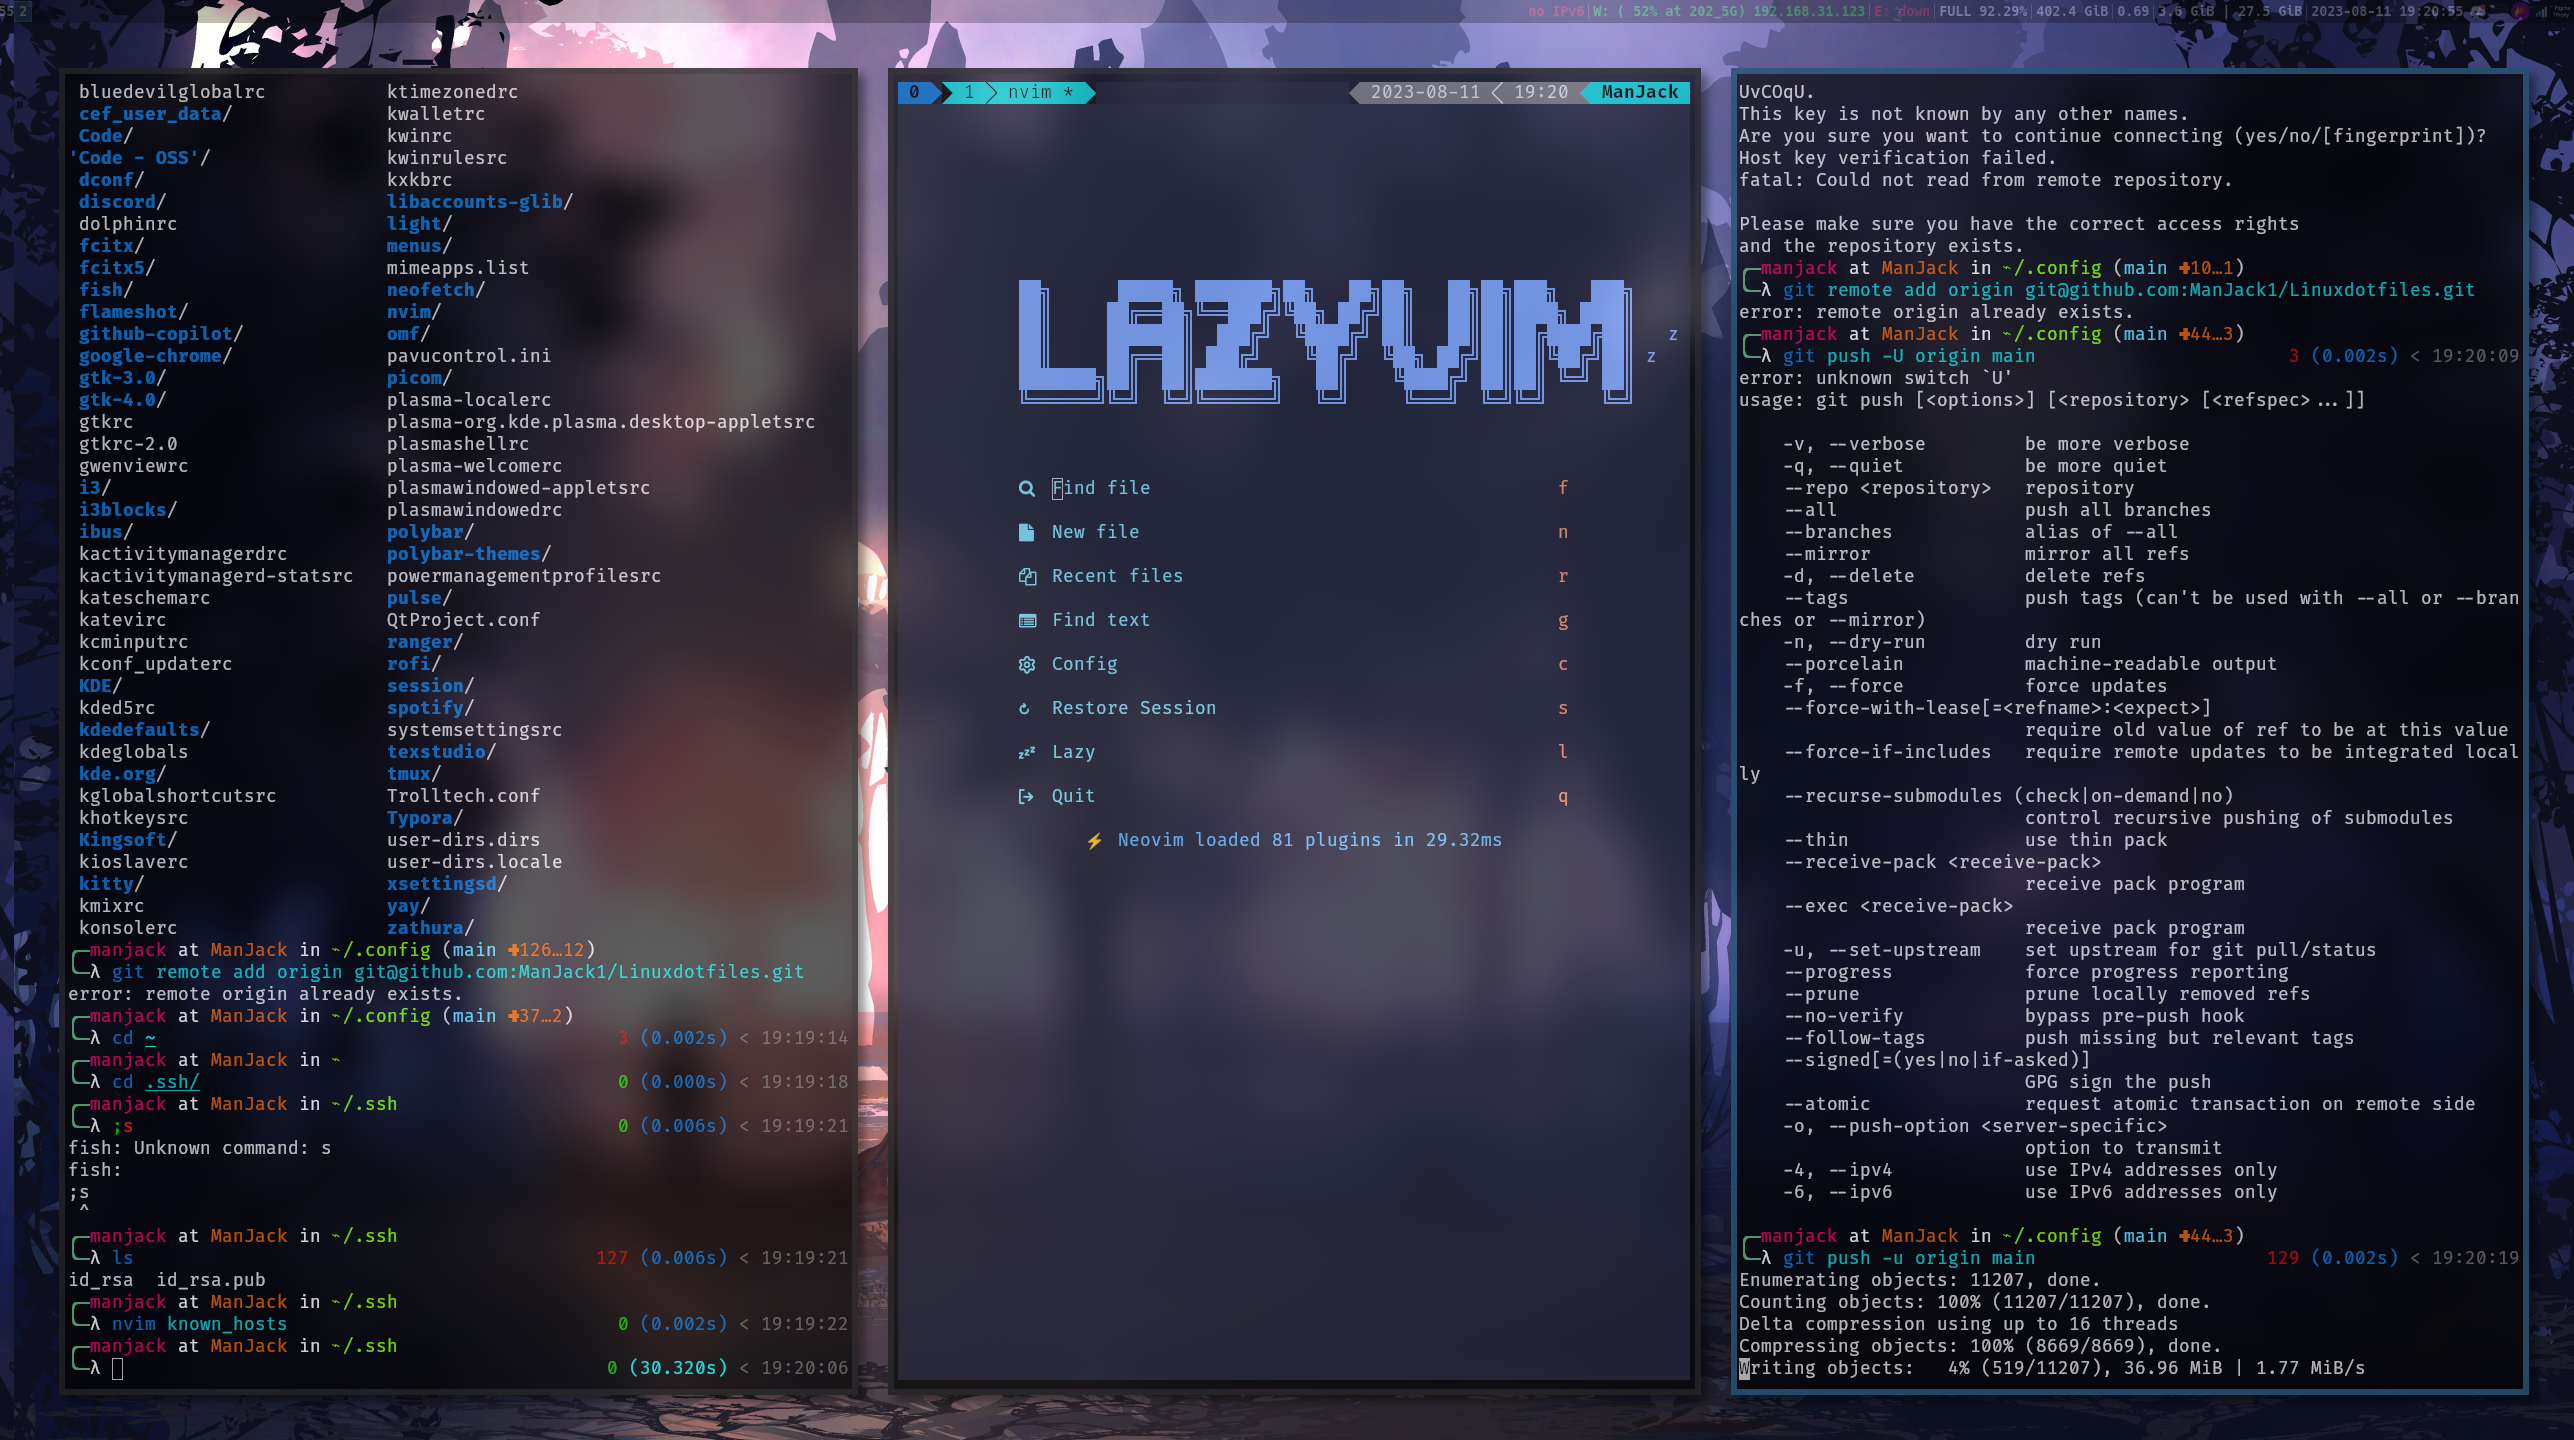 55 2
no IPv6|W: ( 52% at 202_5G) 192.168.31.123|E: down|FULL 92.29%|402.4 GiB|0.69|3.6 GiB | 27.5 GiB|2023-08-11 19:20:55
bluedevilglobalrc ktimezonedrc
cef_user_data/ kwalletrc
Code/ kwinrc
'Code - OSS'/ kwinrulesrc
dconf/ kxkbrc
discord/ libaccounts-glib/
dolphinrc light/
fcitx/ menus/
fcitx5/ mimeapps.list
fish/ neofetch/
flameshot/ nvim/
github-copilot/ omf/
google-chrome/ pavucontrol.ini
gtk-3.0/ picom/
gtk-4.0/ plasma-localerc
gtkrc plasma-org.kde.plasma.desktop-appletsrc
gtkrc-2.0 plasmashellrc
gwenviewrc plasma-welcomerc
i3/ plasmawindowed-appletsrc
i3blocks/ plasmawindowedrc
ibus/ polybar/
kactivitymanagerdrc polybar-themes/
kactivitymanagerd-statsrc powermanagementprofilesrc
kateschemarc pulse/
katevirc QtProject.conf
kcminputrc ranger/
kconf_updaterc rofi/
KDE/ session/
kded5rc spotify/
kdedefaults/ systemsettingsrc
kdeglobals texstudio/
kde.org/ tmux/
kglobalshortcutsrc Trolltech.conf
khotkeysrc Typora/
Kingsoft/ user-dirs.dirs
kioslaverc user-dirs.locale
kitty/ xsettingsd/
kmixrc yay/
konsolerc zathura/
manjack at ManJack in ~/.config (main ✚126…12)
λ git remote add origin git@github.com:ManJack1/Linuxdotfiles.git
error: remote origin already exists.
manjack at ManJack in ~/.config (main ✚37…2)
λ cd ~ 3 (0.002s) < 19:19:14
manjack at ManJack in ~
λ cd .ssh/ 0 (0.000s) < 19:19:18
manjack at ManJack in ~/.ssh
λ ;s 0 (0.006s) < 19:19:21
fish: Unknown command: s
fish:
;s
^
manjack at ManJack in ~/.ssh
λ ls 127 (0.006s) < 19:19:21
id_rsa id_rsa.pub
manjack at ManJack in ~/.ssh
λ nvim known_hosts 0 (0.002s) < 19:19:22
manjack at ManJack in ~/.ssh
λ 0 (30.320s) < 19:20:06
0 1 nvim * 2023-08-11 19:20 ManJack
LAZYVIM
z
z
Find file f
New file n
Recent files r
Find text g
Config c
Restore Session s
Lazy l
Quit q
⚡ Neovim loaded 81 plugins in 29.32ms
UvCOqU.
This key is not known by any other names.
Are you sure you want to continue connecting (yes/no/[fingerprint])?
Host key verification failed.
fatal: Could not read from remote repository.
Please make sure you have the correct access rights
and the repository exists.
manjack at ManJack in ~/.config (main ✚10…1)
λ git remote add origin git@github.com:ManJack1/Linuxdotfiles.git
error: remote origin already exists.
manjack at ManJack in ~/.config (main ✚44…3)
λ git push -U origin main 3 (0.002s) < 19:20:09
error: unknown switch `U'
usage: git push [<options>] [<repository> [<refspec>...]]
-v, --verbose be more verbose
-q, --quiet be more quiet
--repo <repository> repository
--all push all branches
--branches alias of --all
--mirror mirror all refs
-d, --delete delete refs
--tags push tags (can't be used with --all or --bran
ches or --mirror)
-n, --dry-run dry run
--porcelain machine-readable output
-f, --force force updates
--force-with-lease[=<refname>:<expect>]
require old value of ref to be at this value
--force-if-includes require remote updates to be integrated local
ly
--recurse-submodules (check|on-demand|no)
control recursive pushing of submodules
--thin use thin pack
--receive-pack <receive-pack>
receive pack program
--exec <receive-pack>
receive pack program
-u, --set-upstream set upstream for git pull/status
--progress force progress reporting
--prune prune locally removed refs
--no-verify bypass pre-push hook
--follow-tags push missing but relevant tags
--signed[=(yes|no|if-asked)]
GPG sign the push
--atomic request atomic transaction on remote side
-o, --push-option <server-specific>
option to transmit
-4, --ipv4 use IPv4 addresses only
-6, --ipv6 use IPv6 addresses only
manjack at ManJack in ~/.config (main ✚44…3)
λ git push -u origin main 129 (0.002s) < 19:20:19
Enumerating objects: 11207, done.
Counting objects: 100% (11207/11207), done.
Delta compression using up to 16 threads
Compressing objects: 100% (8669/8669), done.
Writing objects: 4% (519/11207), 36.96 MiB | 1.77 MiB/s